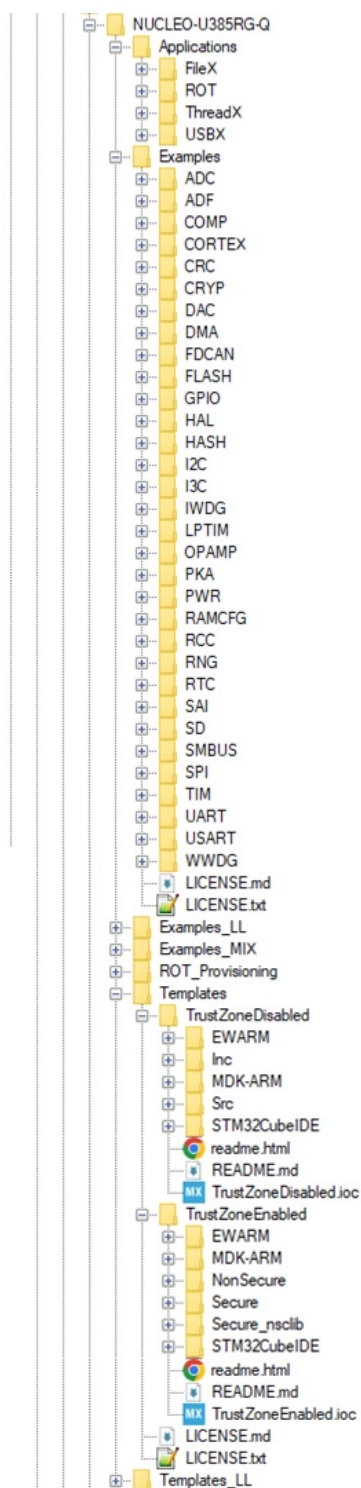 NUCLEO-U385RG-Q
Applications
FileX
ROT
ThreadX
USBX
Examples
ADC
ADF
COMP
CORTEX
CRC
CRYP
DAC
DMA
FDCAN
FLASH
GPIO
HAL
HASH
I2C
I3C
IWDG
LPTIM
OPAMP
PKA
PWR
RAMCFG
RCC
RNG
RTC
SAI
SD
SMBUS
SPI
TIM
UART
USART
WWDG
LICENSE.md
LICENSE.txt
Examples_LL
Examples_MIX
ROT_Provisioning
Templates
TrustZoneDisabled
EWARM
Inc
MDK-ARM
Src
STM32CubeIDE
readme.html
README.md
MX TrustZoneDisabled.ioc
TrustZoneEnabled
EWARM
MDK-ARM
NonSecure
Secure
Secure_nsclib
STM32CubeIDE
readme.html
README.md
MX TrustZoneEnabled.ioc
LICENSE.md
LICENSE.txt
Templates_LL